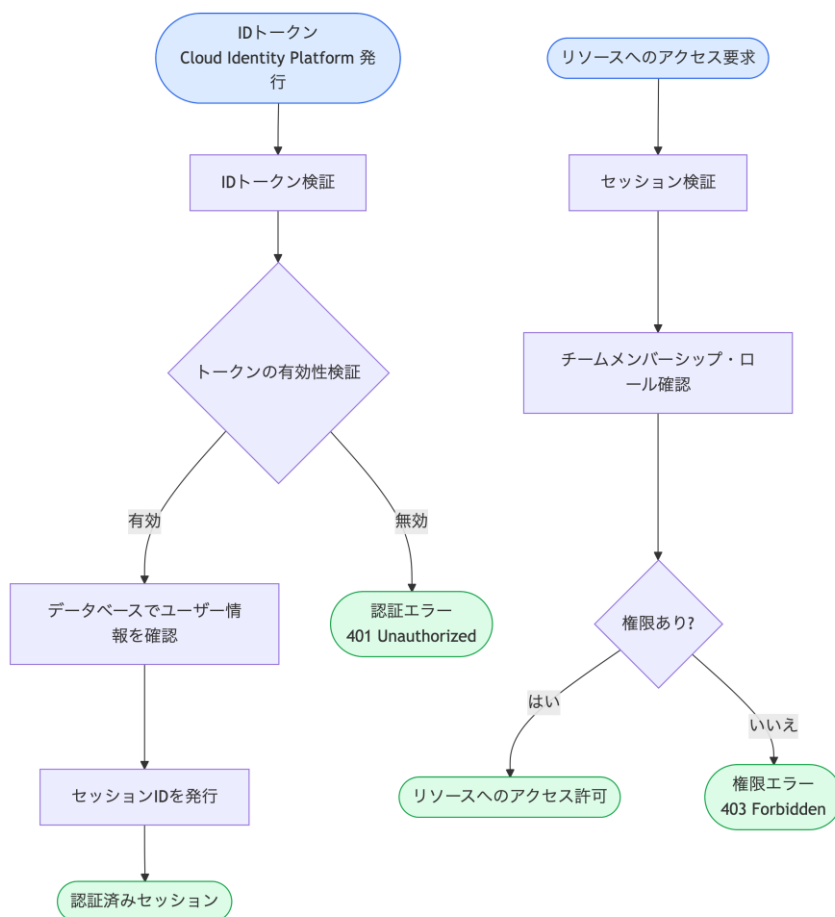 IDトークン
Cloud Identity Platform 発
行
IDトークン検証
トークンの有効性検証
有効
無効
データベースでユーザー情
報を確認
認証エラー
401 Unauthorized
セッションIDを発行
認証済みセッション
リソースへのアクセス要求
セッション検証
チームメンバーシップ・ロ
ール確認
権限あり?
はい
いいえ
リソースへのアクセス許可
権限エラー
403 Forbidden